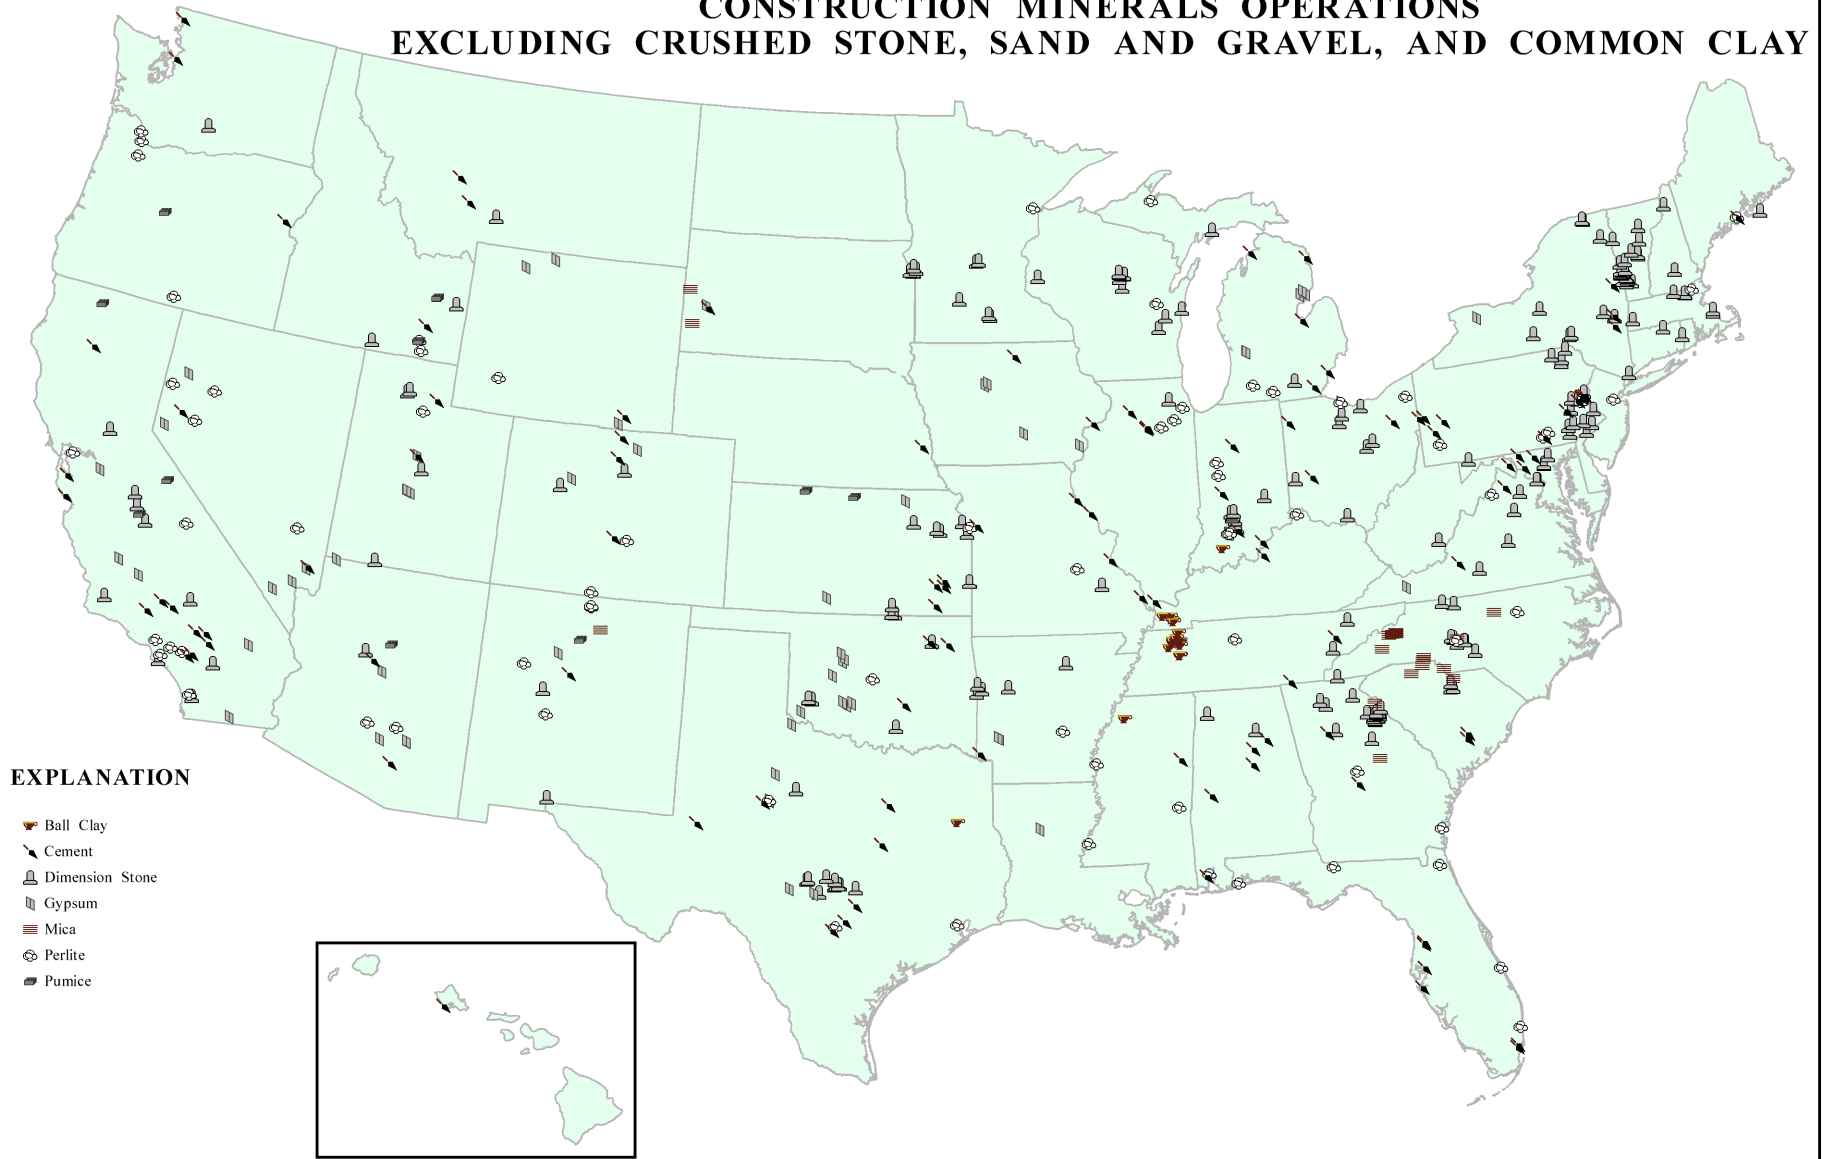 CONSTRUCTION MINERALS OPERATIONS
EXCLUDING CRUSHED STONE, SAND AND GRAVEL, AND COMMON CLAY
EXPLANATION
Ball Clay
Cement
Dimension Stone
Gypsum
Mica
Perlite
Pumice